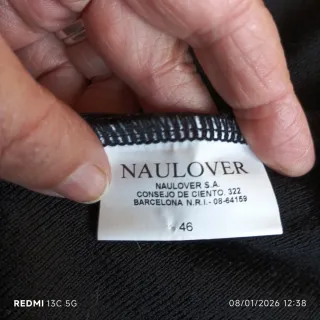 NAULOVER
NAULOVER S.A.
CONSEJO DE CIENTO, 322
BARCELONA N.R.I.- 08-64159
46
REDMI 13C 5G
08/01/2026 12:38